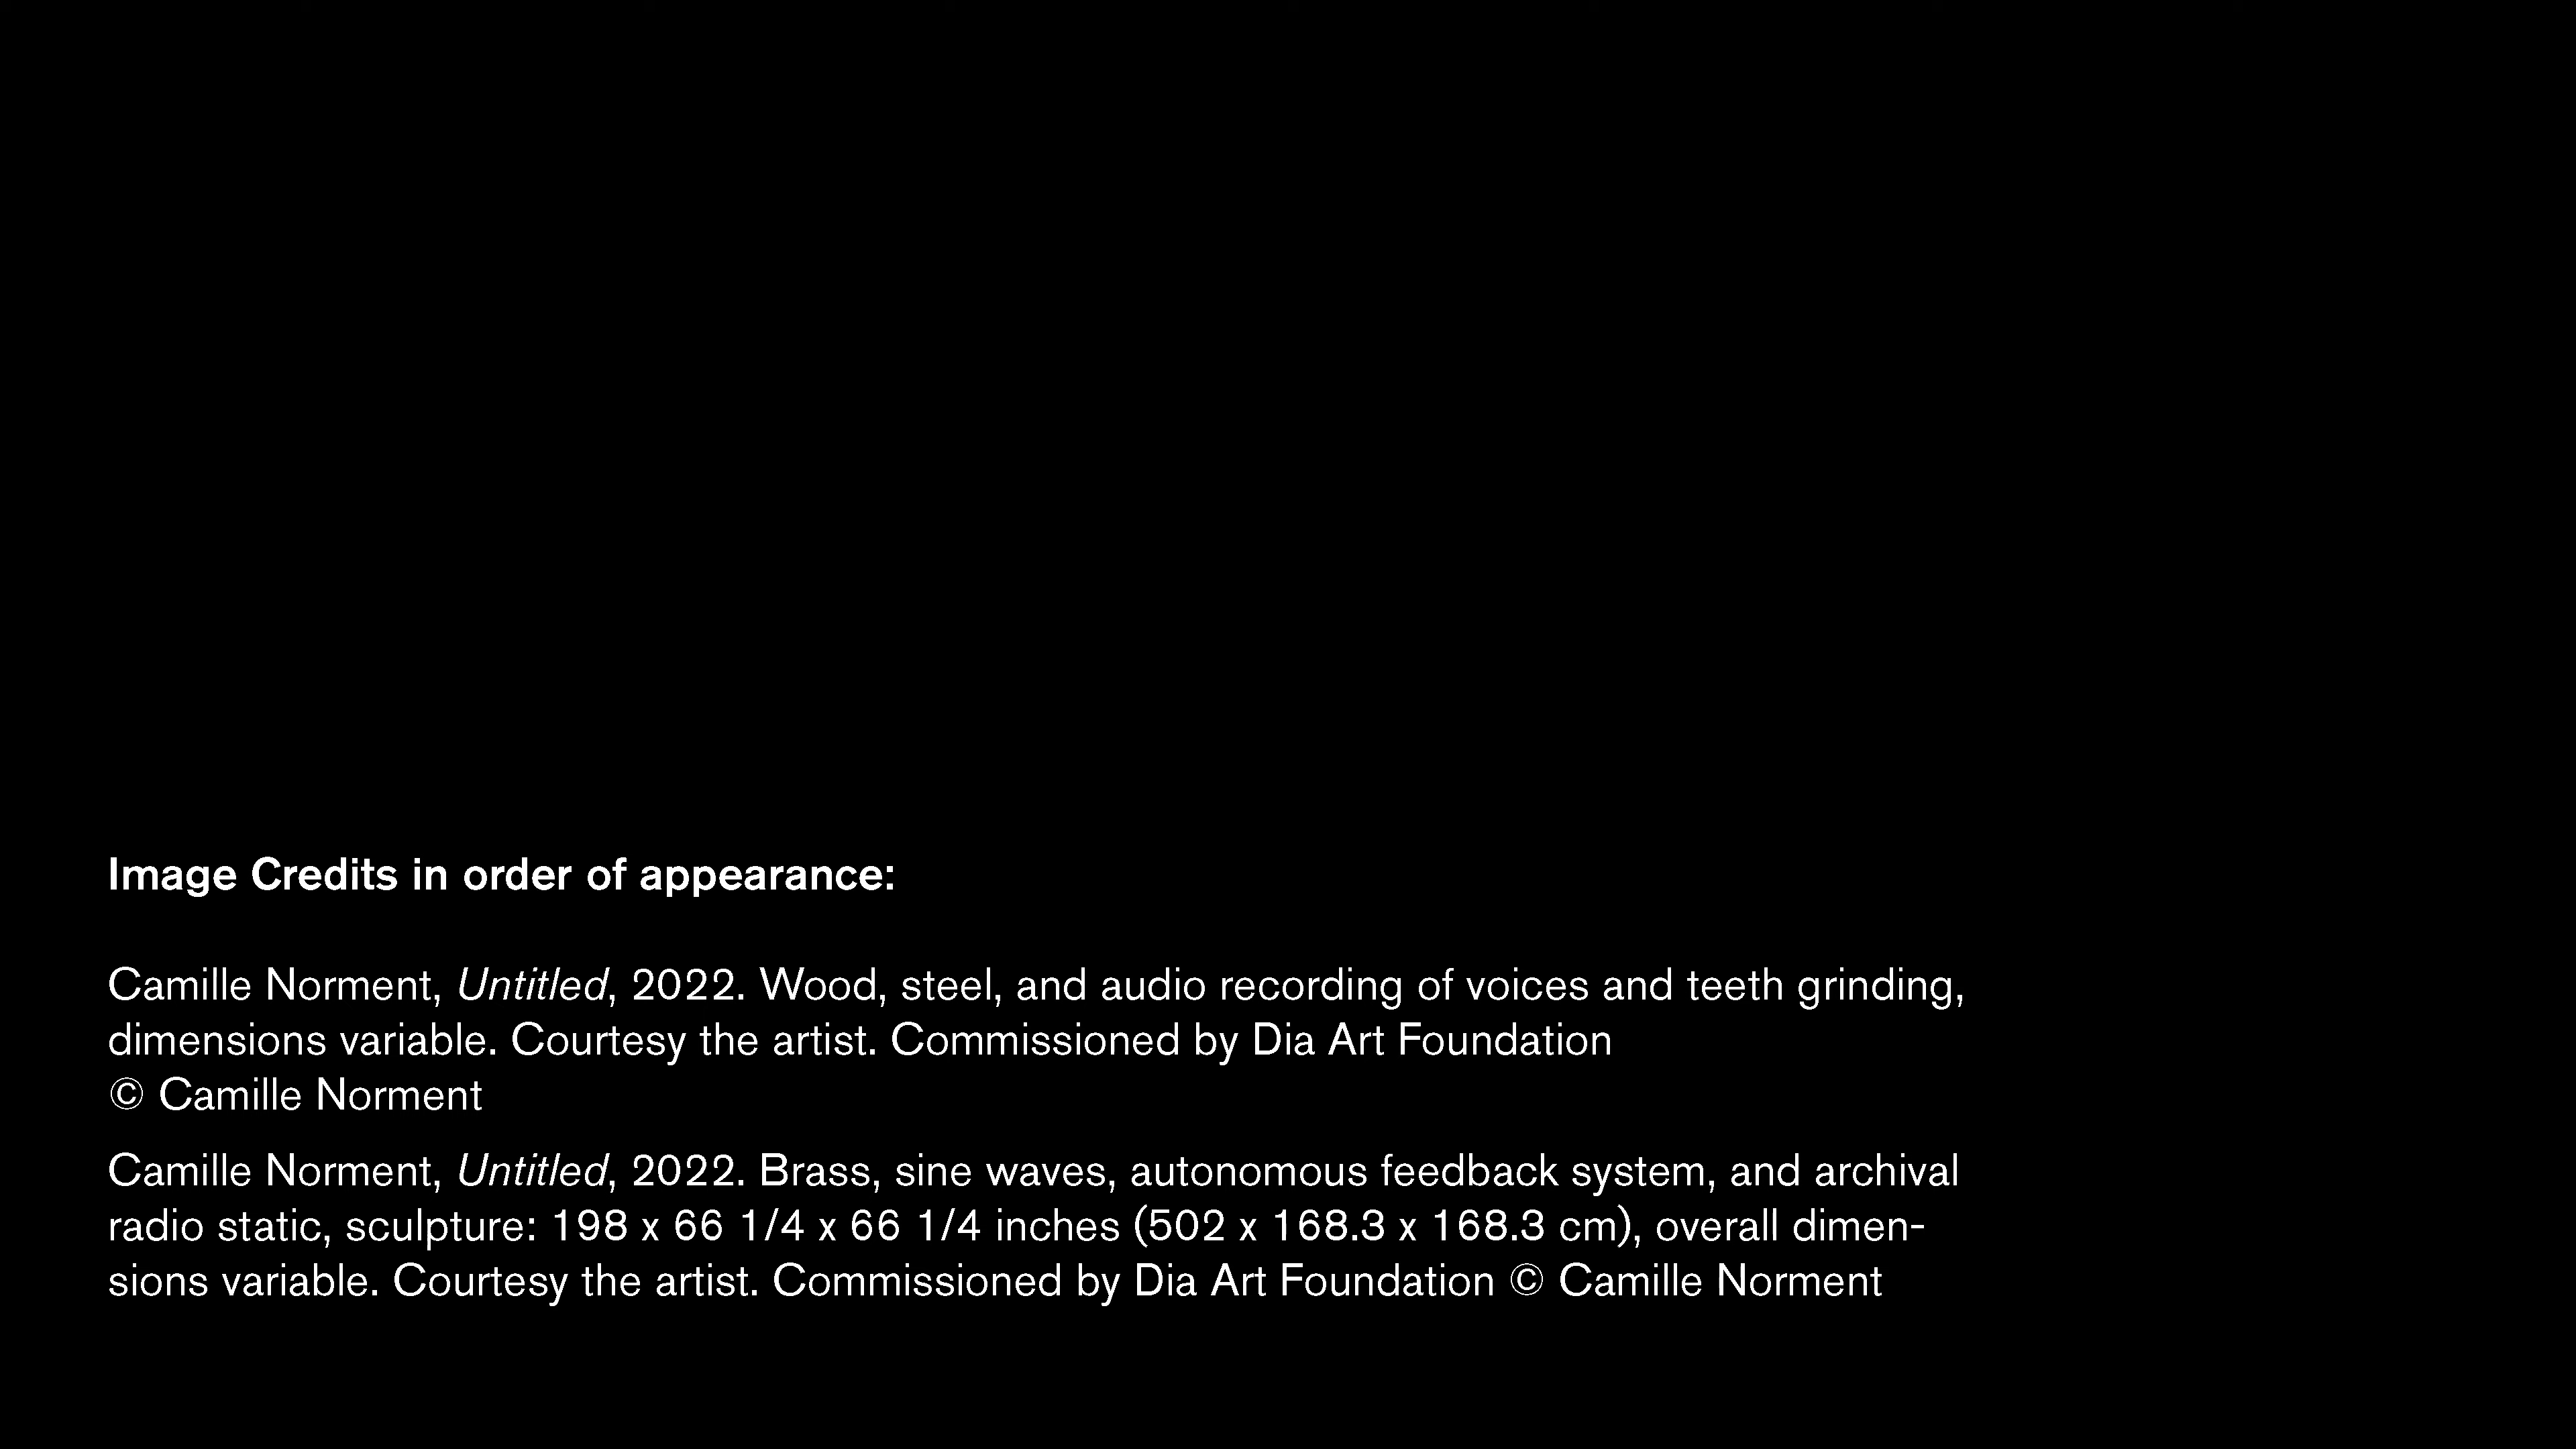 Image Credits in order of appearance:
Camille Norment, Untitled, 2022. Wood, steel, and audio recording of voices and teeth grinding,
dimensions variable. Courtesy the artist. Commissioned by Dia Art Foundation
© Camille Norment
Camille Norment, Untitled, 2022. Brass, sine waves, autonomous feedback system, and archival
radio static, sculpture: 198 x 66 1/4 x 66 1/4 inches (502 x 168.3 x 168.3 cm), overall dimen-
sions variable. Courtesy the artist. Commissioned by Dia Art Foundation © Camille Norment